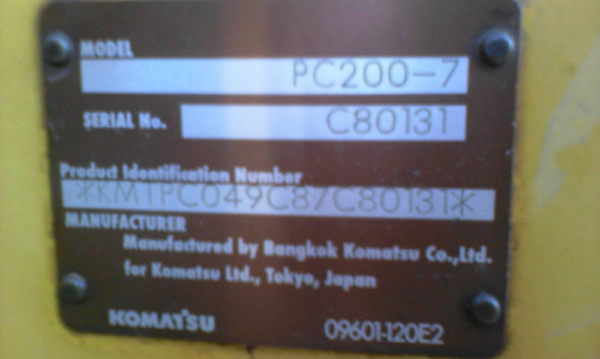 MODEL
PC200-7
SERIAL No.
C80131
Product Identification Number
*KMTPC049C87C80131*
MANUFACTURER
Manufactured by Bangkok Komatsu Co.,Ltd.
for Komatsu Ltd., Tokyo, Japan
KOMATSU
09601-120E2